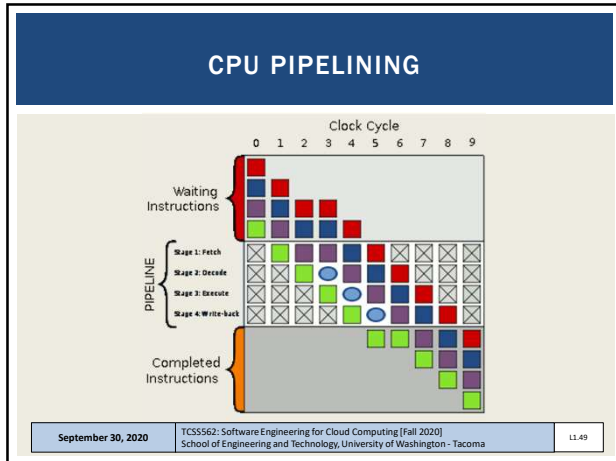 CPU PIPELINING
Clock Cycle
0 1 2 3 4 5 6 7 8 9
Waiting
Instructions
PIPELINE
Stage 1: Fetch
Stage 2: Decode
Stage 3: Execute
Stage 4: Write-back
Completed
Instructions
September 30, 2020
TCSS562: Software Engineering for Cloud Computing [Fall 2020]
School of Engineering and Technology, University of Washington - Tacoma
L1.49